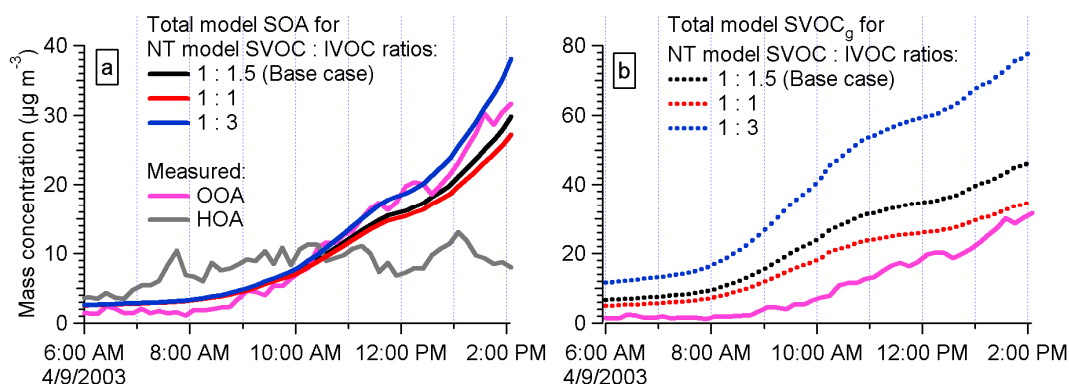 Total model SOA for
NT model SVOC : IVOC ratios:
1 : 1.5 (Base case)
1 : 1
1 : 3
Measured:
OOA
HOA
a
Mass concentration (µg m-3)
40
30
20
10
0
6:00 AM
8:00 AM
10:00 AM
12:00 PM
2:00 PM
4/9/2003
Total model SVOCg for
NT model SVOC : IVOC ratios:
1 : 1.5 (Base case)
1 : 1
1 : 3
b
80
60
40
20
0
6:00 AM
8:00 AM
10:00 AM
12:00 PM
2:00 PM
4/9/2003